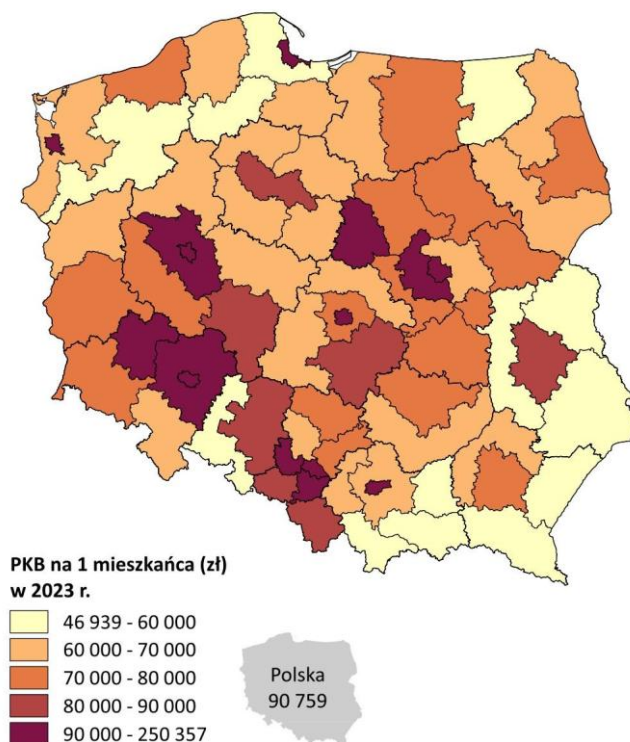 PKB na 1 mieszkańca (zł)
w 2023 r.
46 939 - 60 000
60 000 - 70 000
70 000 - 80 000
80 000 - 90 000
90 000 - 250 357
Polska
90 759